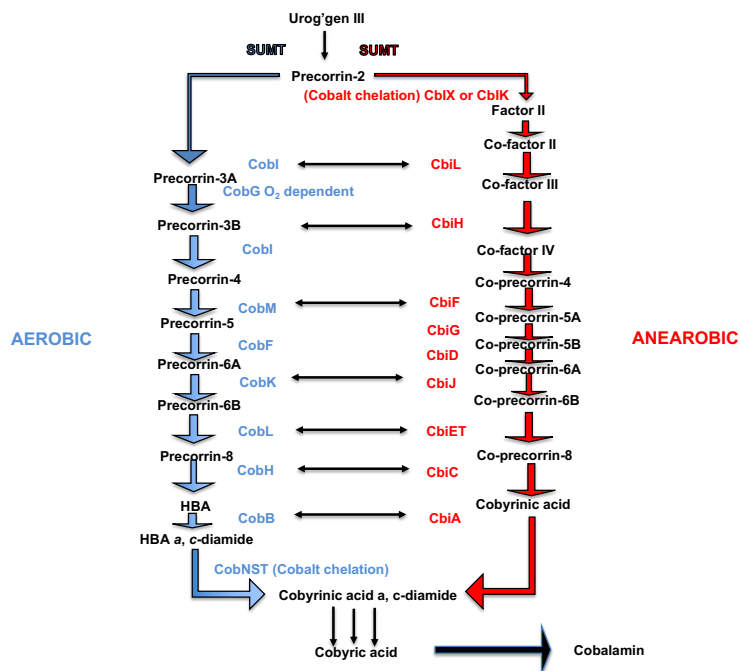 Urog'gen III
SUMT SUMT
Precorrin-2
(Cobalt chelation) CbIX or CbIK
Factor II
Co-factor II
CobI CbiL
Precorrin-3A Co-factor III
CobG O₂ dependent
Precorrin-3B CbiH
CobI Co-factor IV
Precorrin-4 Co-precorrin-4
CobM CbiF
Precorrin-5 Co-precorrin-5A
AEROBIC CobF CbiG Co-precorrin-5B ANEAROBIC
CbiD
Precorrin-6A Co-precorrin-6A
CobK CbiJ
Precorrin-6B Co-precorrin-6B
CobL CbiET
Precorrin-8 Co-precorrin-8
CobH CbiC
HBA Cobyrinic acid
CobB CbiA
HBA a, c-diamide
CobNST (Cobalt chelation)
Cobyrinic acid a, c-diamide
Cobyric acid Cobalamin